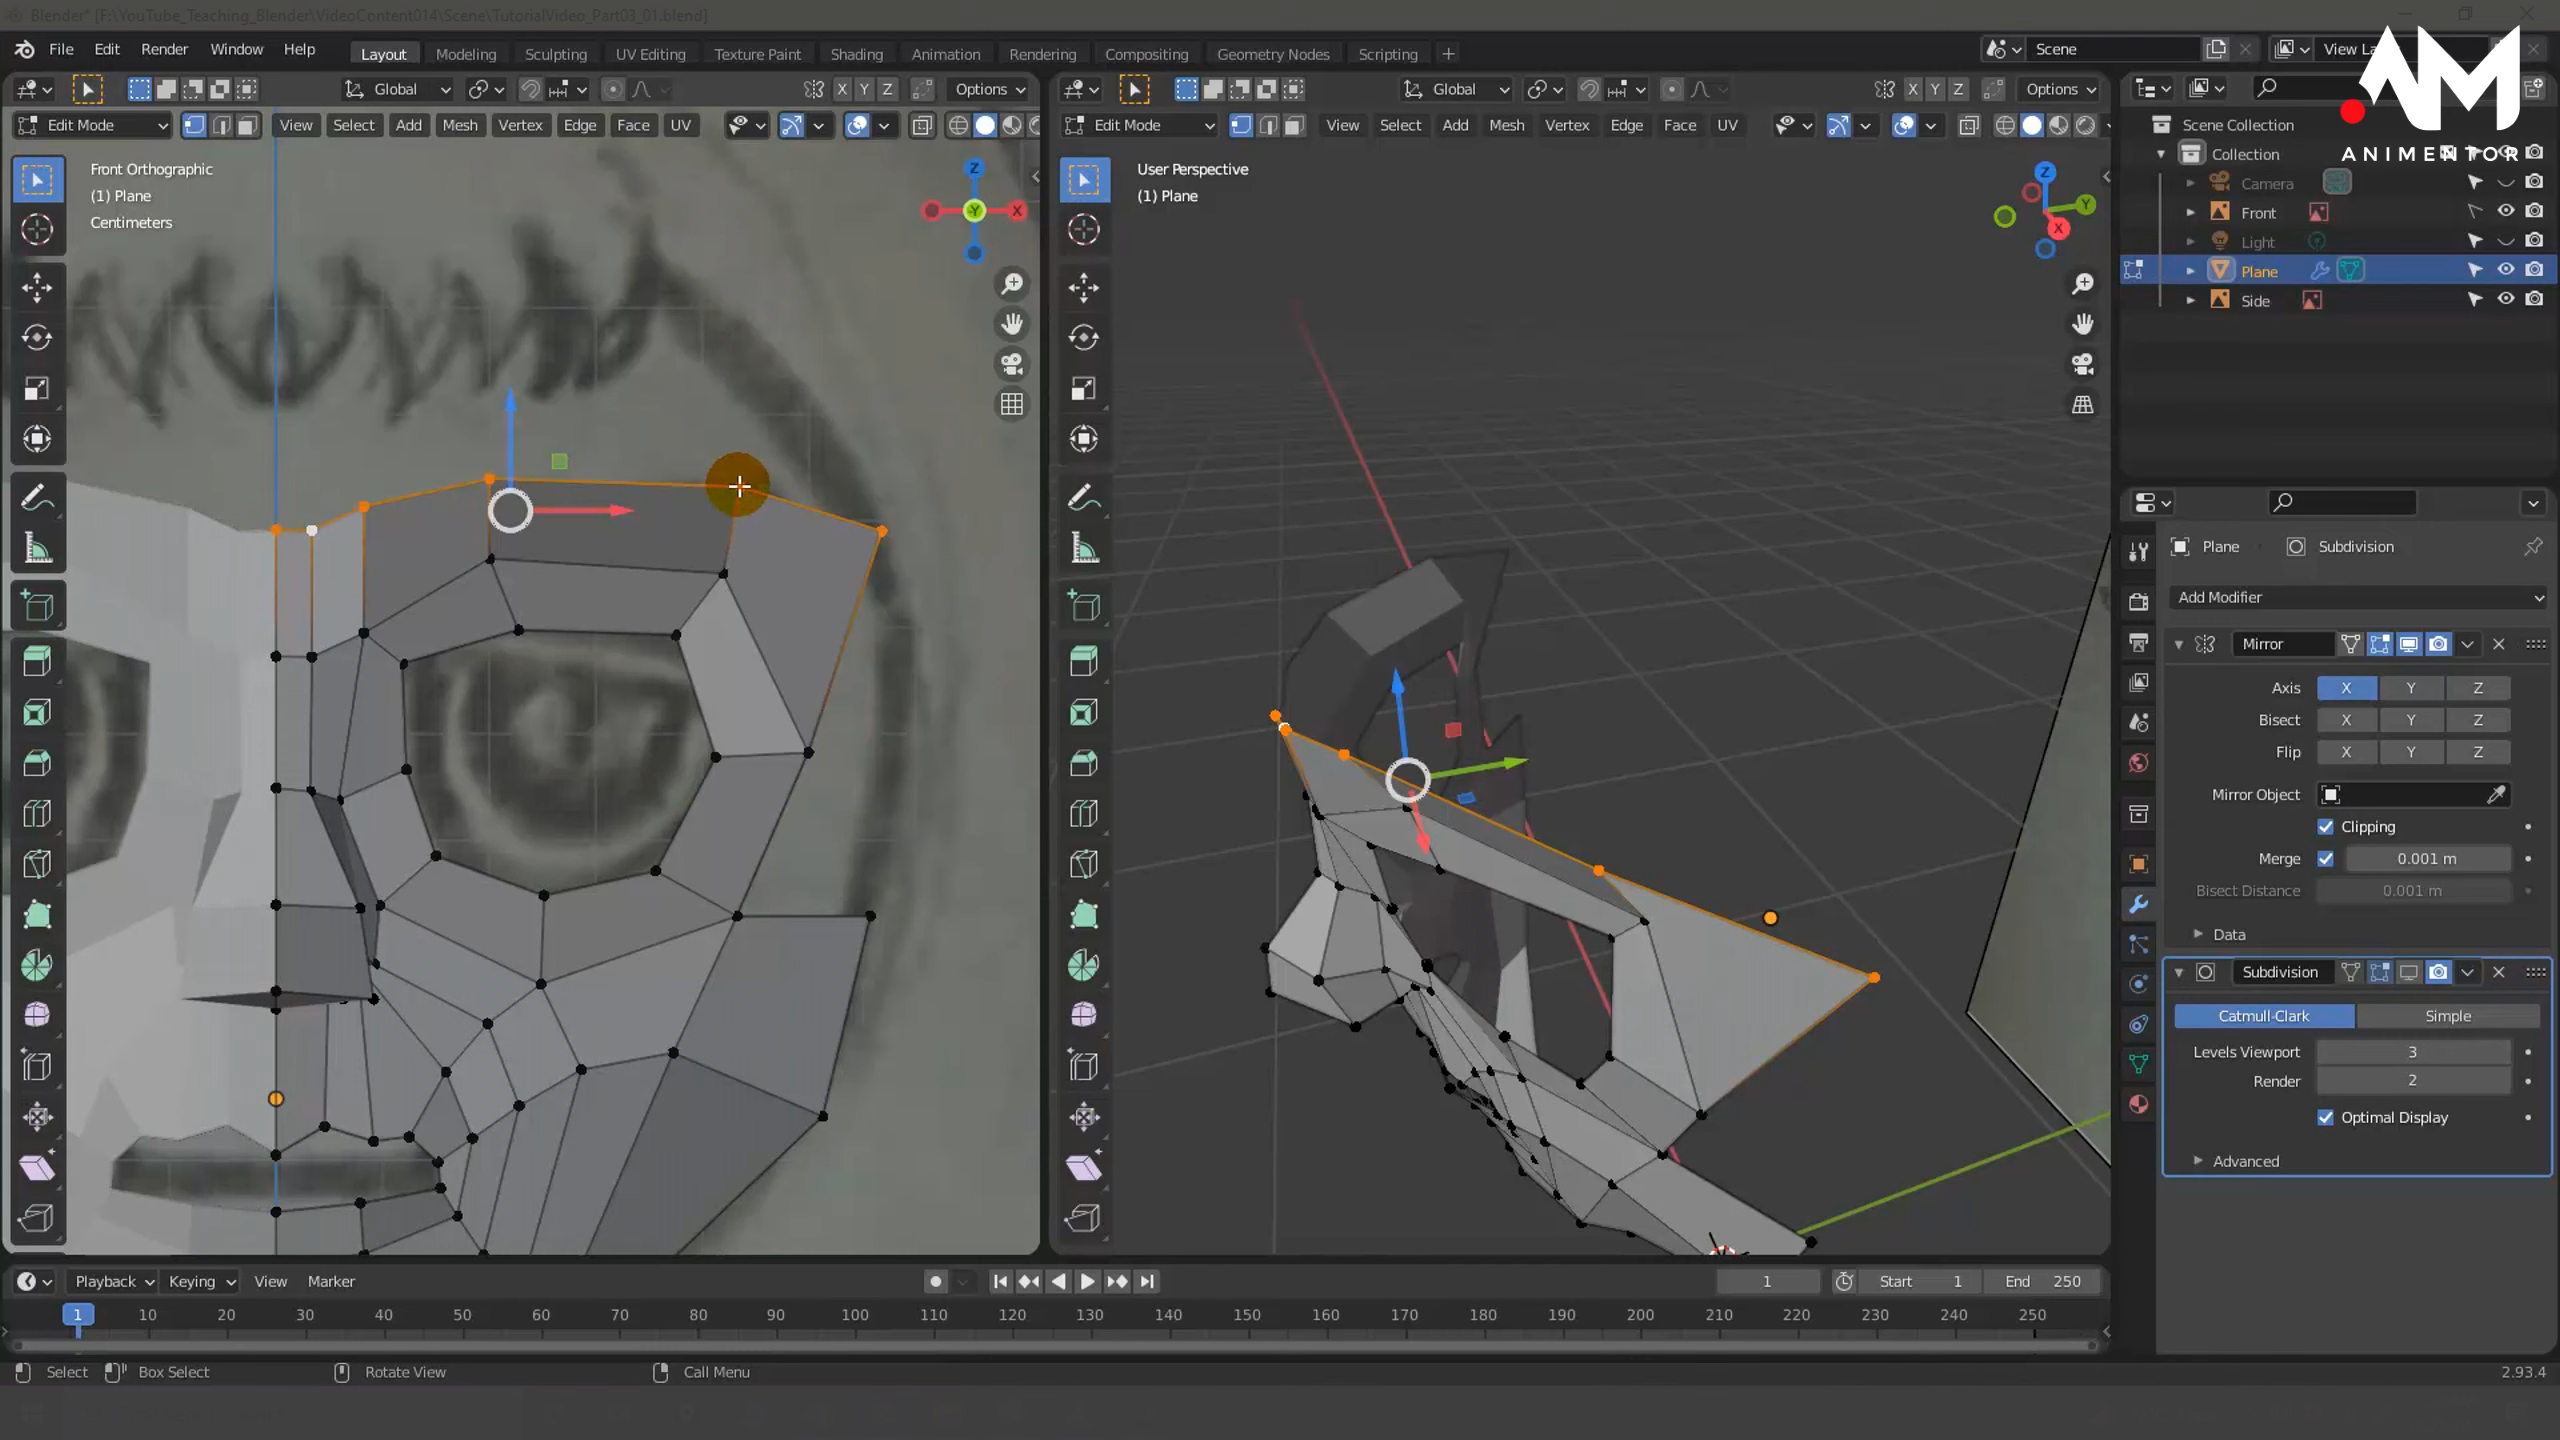 Blender* [F:\YouTube_Teaching_Blender\VideoContent014\Scene\TutorialVideo_Part03_01.blend]
File Edit Render Window Help Layout Modeling Sculpting UV Editing Texture Paint Shading Animation Rendering Compositing Geometry Nodes Scripting + Scene View La
Global X Y Z Options Global X Y Z Options
Edit Mode View Select Add Mesh Vertex Edge Face UV Edit Mode View Select Add Mesh Vertex Edge Face UV
AM
ANIMENTOR
Scene Collection
Collection
Camera
Front
Light
Plane
Side
Front Orthographic
(1) Plane
Centimeters
Z
Y
X
User Perspective
(1) Plane
Z
Y
X
Plane Subdivision
Add Modifier
Mirror
Axis X Y Z
Bisect X Y Z
Flip X Y Z
Mirror Object
Clipping
Merge 0.001 m
Bisect Distance 0.001 m
Data
Subdivision
Catmull-Clark Simple
Levels Viewport 3
Render 2
Optimal Display
Advanced
Playback Keying View Marker 1 Start 1 End 250
1 10 20 30 40 50 60 70 80 90 100 110 120 130 140 150 160 170 180 190 200 210 220 230 240 250
Select Box Select Rotate View Call Menu 2.93.4